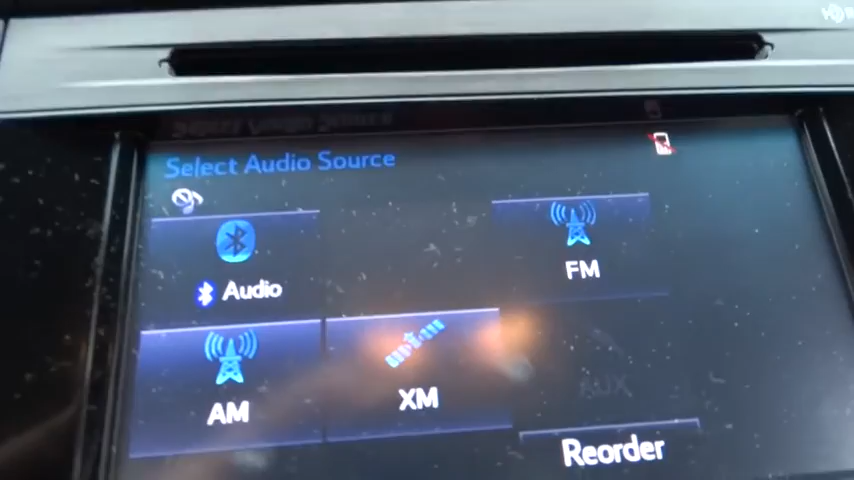 Select Audio Source
Audio
FM
AM
XM
AUX
Reorder